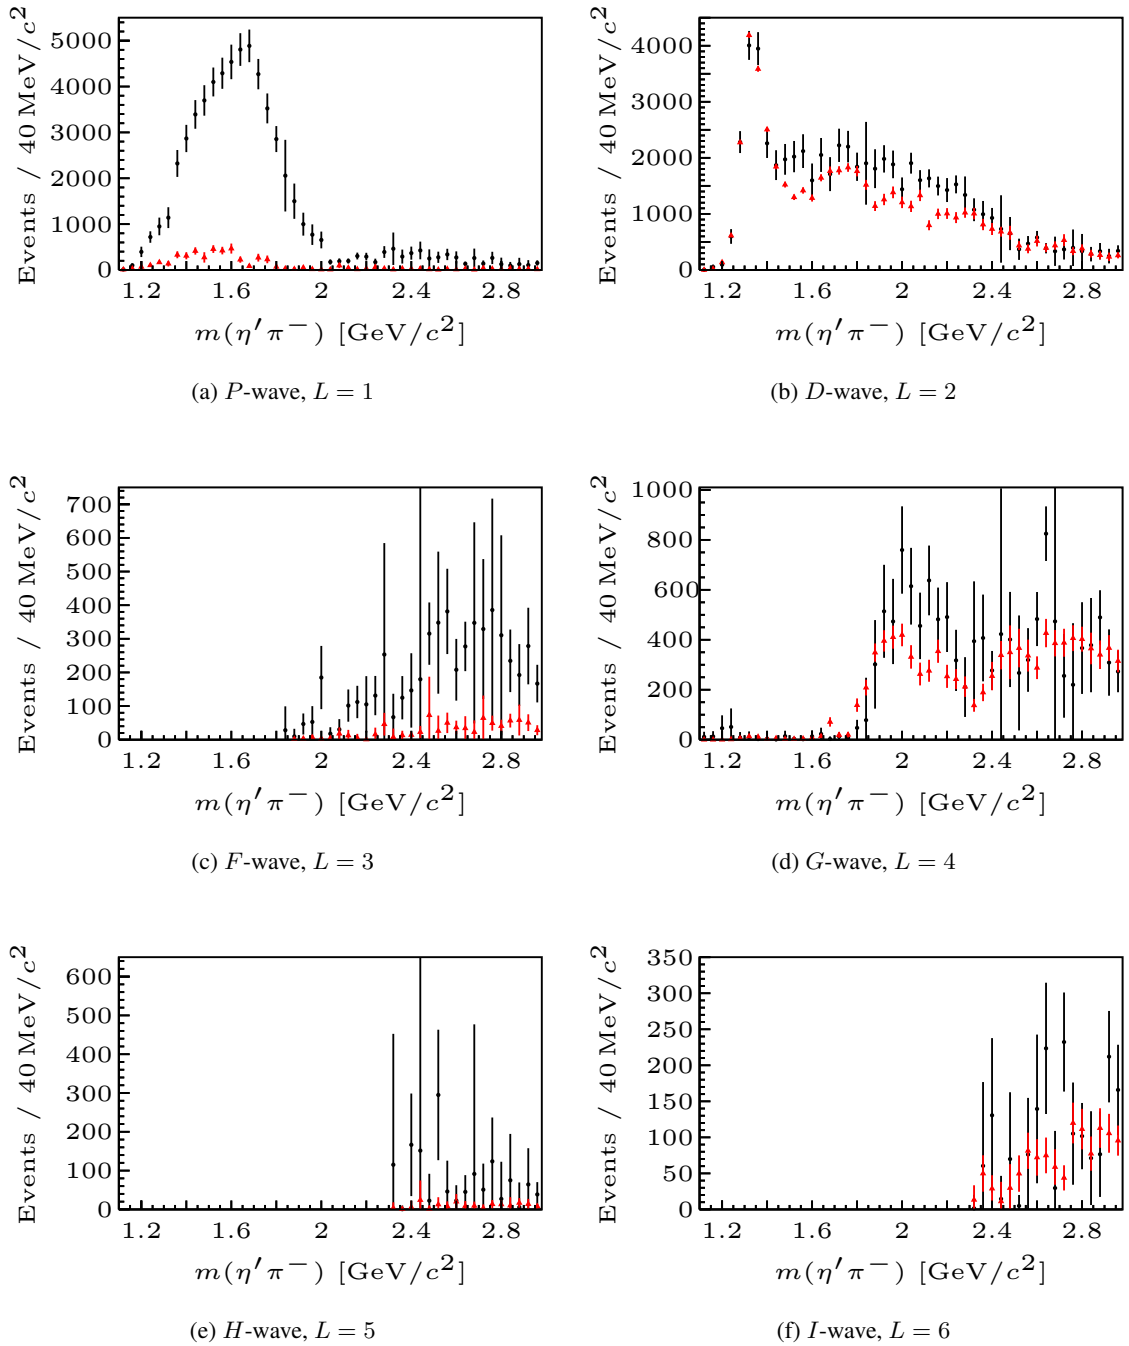 Events / 40 MeV/c²
5000
4000
3000
2000
1000
0
1.2 1.6 2 2.4 2.8
m(η′π⁻) [GeV/c²]
(a) P-wave, L = 1
Events / 40 MeV/c²
4000
3000
2000
1000
0
1.2 1.6 2 2.4 2.8
m(η′π⁻) [GeV/c²]
(b) D-wave, L = 2
Events / 40 MeV/c²
700
600
500
400
300
200
100
0
1.2 1.6 2 2.4 2.8
m(η′π⁻) [GeV/c²]
(c) F-wave, L = 3
Events / 40 MeV/c²
1000
800
600
400
200
0
1.2 1.6 2 2.4 2.8
m(η′π⁻) [GeV/c²]
(d) G-wave, L = 4
Events / 40 MeV/c²
600
500
400
300
200
100
0
1.2 1.6 2 2.4 2.8
m(η′π⁻) [GeV/c²]
(e) H-wave, L = 5
Events / 40 MeV/c²
350
300
250
200
150
100
50
0
1.2 1.6 2 2.4 2.8
m(η′π⁻) [GeV/c²]
(f) I-wave, L = 6